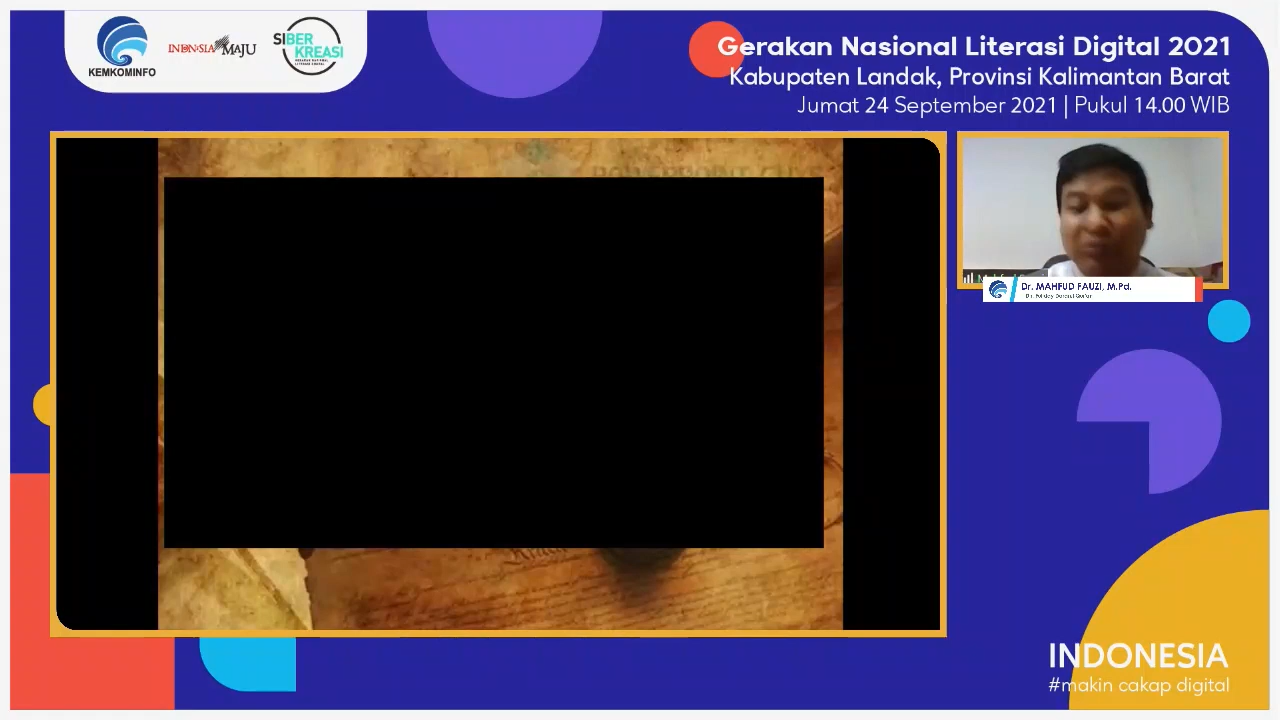 KEMKOMINFO
INDONESIA MAJU
SIBER
KREASI
Gerakan Nasional Literasi Digital 2021
Kabupaten Landak, Provinsi Kalimantan Barat
Jumat 24 September 2021 | Pukul 14.00 WIB
Dr. MAHFUD FAUZI, M.Pd.
INDONESIA
#makin cakap digital